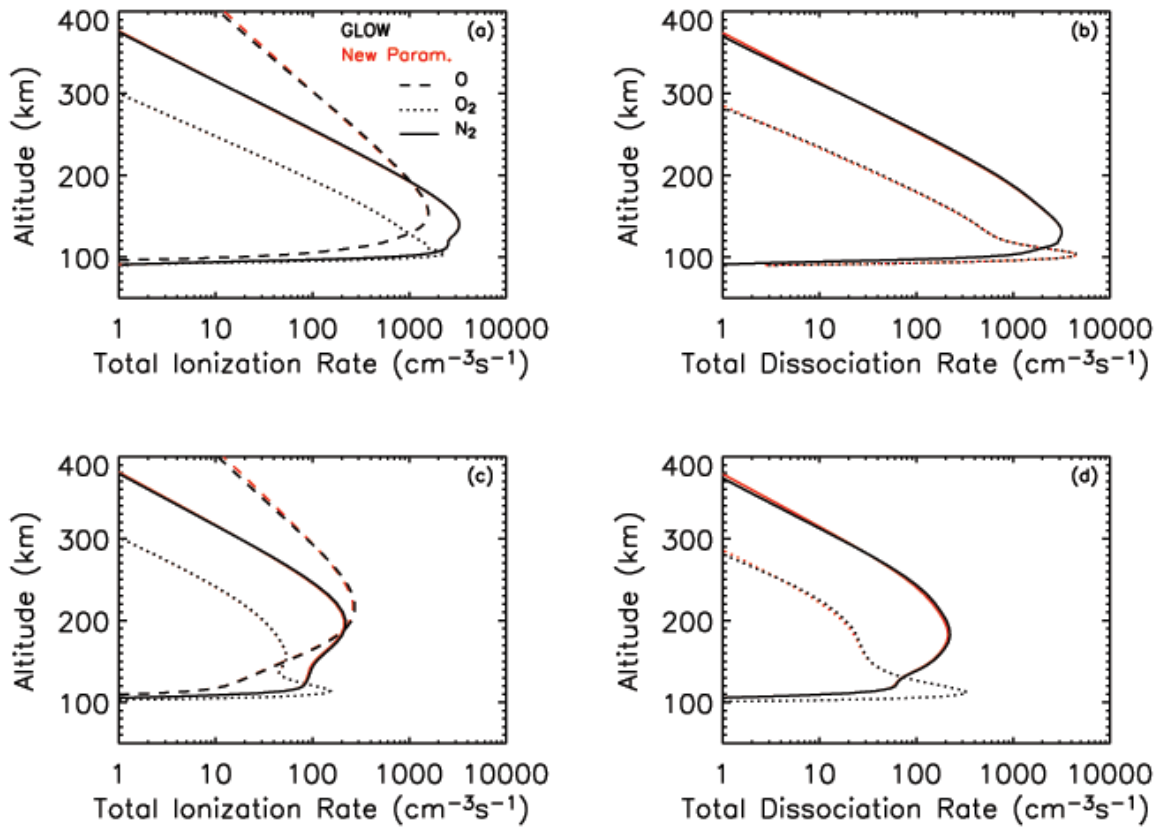 400
300
200
100
Altitude (km)
GLOW
(a)
New Param.
O
O₂
N₂
1 10 100 1000 10000
Total Ionization Rate (cm⁻³s⁻¹)
400
300
200
100
Altitude (km)
(b)
1 10 100 1000 10000
Total Dissociation Rate (cm⁻³s⁻¹)
400
300
200
100
Altitude (km)
(c)
1 10 100 1000 10000
Total Ionization Rate (cm⁻³s⁻¹)
400
300
200
100
Altitude (km)
(d)
1 10 100 1000 10000
Total Dissociation Rate (cm⁻³s⁻¹)